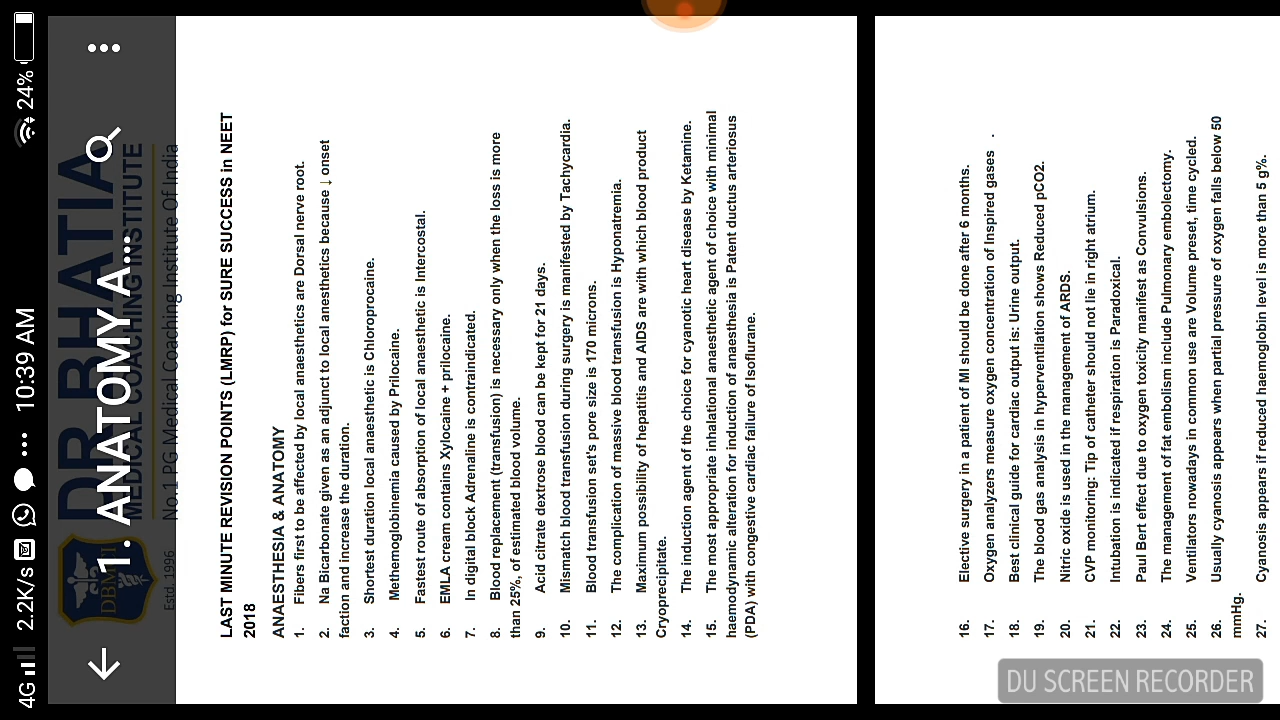 4G 2.2K/s 10:39 AM 24%
DR BHATIA
MEDICAL COACHING INSTITUTE
No.1 PG Medical Coaching Institute Of India
DBMCI
Estd. 1996
1. ANATOMY A...
LAST MINUTE REVISION POINTS (LMRP) for SURE SUCCESS in NEET
2018
ANAESTHESIA & ANATOMY
1. Fibers first to be affected by local anaesthetics are Dorsal nerve root.
2. Na Bicarbonate given as an adjunct to local anesthetics because ↓ onset
faction and increase the duration.
3. Shortest duration local anaesthetic is Chloroprocaine.
4. Methemoglobinemia caused by Prilocaine.
5. Fastest route of absorption of local anaesthetic is Intercostal.
6. EMLA cream contains Xylocaine + prilocaine.
7. In digital block Adrenaline is contraindicated.
8. Blood replacement (transfusion) is necessary only when the loss is more
than 25%, of estimated blood volume.
9. Acid citrate dextrose blood can be kept for 21 days.
10. Mismatch blood transfusion during surgery is manifested by Tachycardia.
11. Blood transfusion set's pore size is 170 microns.
12. The complication of massive blood transfusion is Hyponatremia.
13. Maximum possibility of hepatitis and AIDS are with which blood product
Cryoprecipitate.
14. The induction agent of the choice for cyanotic heart disease by Ketamine.
15. The most appropriate inhalational anaesthetic agent of choice with minimal
haemodynamic alteration for induction of anaesthesia is Patent ductus arteriosus
(PDA) with congestive cardiac failure of Isoflurane.
16. Elective surgery in a patient of MI should be done after 6 months.
17. Oxygen analyzers measure oxygen concentration of Inspired gases .
18. Best clinical guide for cardiac output is: Urine output.
19. The blood gas analysis in hyperventilation shows Reduced pCO2.
20. Nitric oxide is used in the management of ARDS.
21. CVP monitoring: Tip of catheter should not lie in right atrium.
22. Intubation is indicated if respiration is Paradoxical.
23. Paul Bert effect due to oxygen toxicity manifest as Convulsions.
24. The management of fat embolism include Pulmonary embolectomy.
25. Ventilators nowadays in common use are Volume preset, time cycled.
26. Usually cyanosis appears when partial pressure of oxygen falls below 50
mmHg.
27. Cyanosis appears if reduced haemoglobin level is more than 5 g%.
DU SCREEN RECORDER